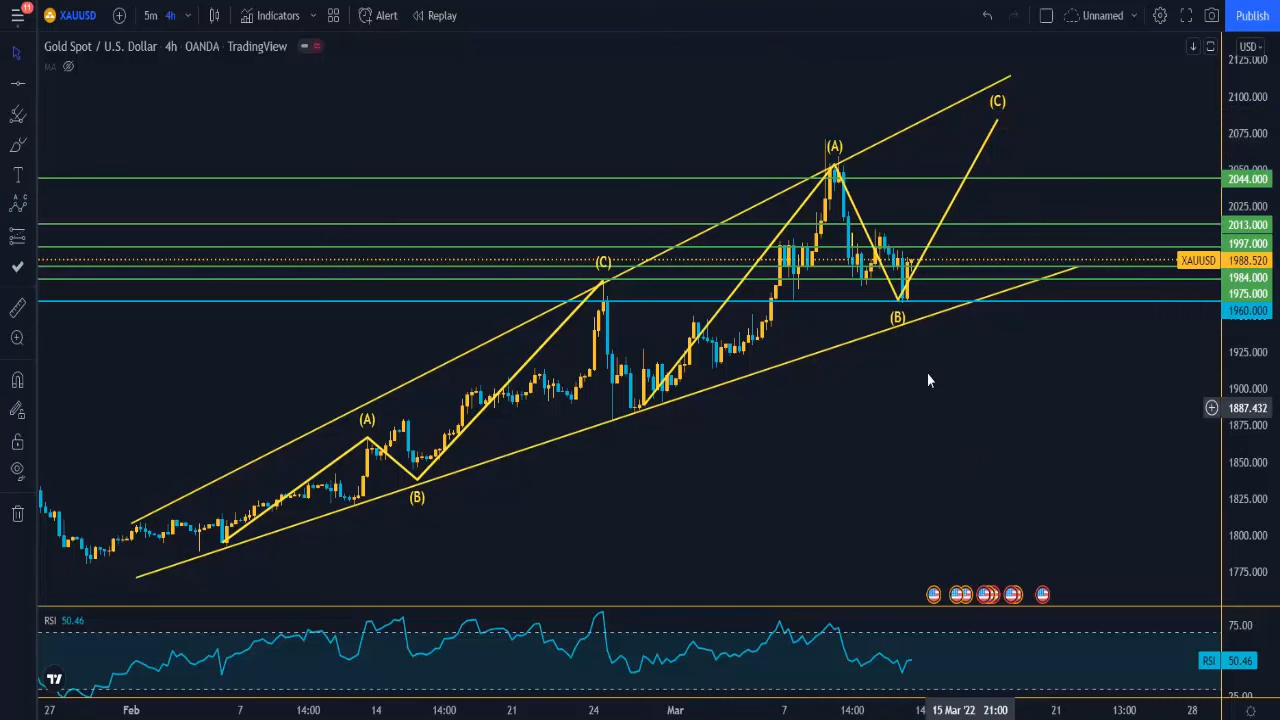 11
XAUUSD
5m 4h Indicators Alert Replay
Unnamed
Publish
Gold Spot / U.S. Dollar 4h OANDA TradingView
MA
USD
2125.000
2100.000
2075.000
2044.000
2025.000
2013.000
1997.000
XAUUSD 1988.520
1984.000
1975.000
1960.000
1925.000
1900.000
1887.432
1875.000
1850.000
1825.000
1800.000
1775.000
(A)
(B)
(C)
(A)
(B)
(C)
RSI 50.46
75.00
RSI 50.46
25.00
27 Feb 7 14:00 14 14:00 21 24 Mar 7 14:00 14 15 Mar '22 21:00 21 13:00 28